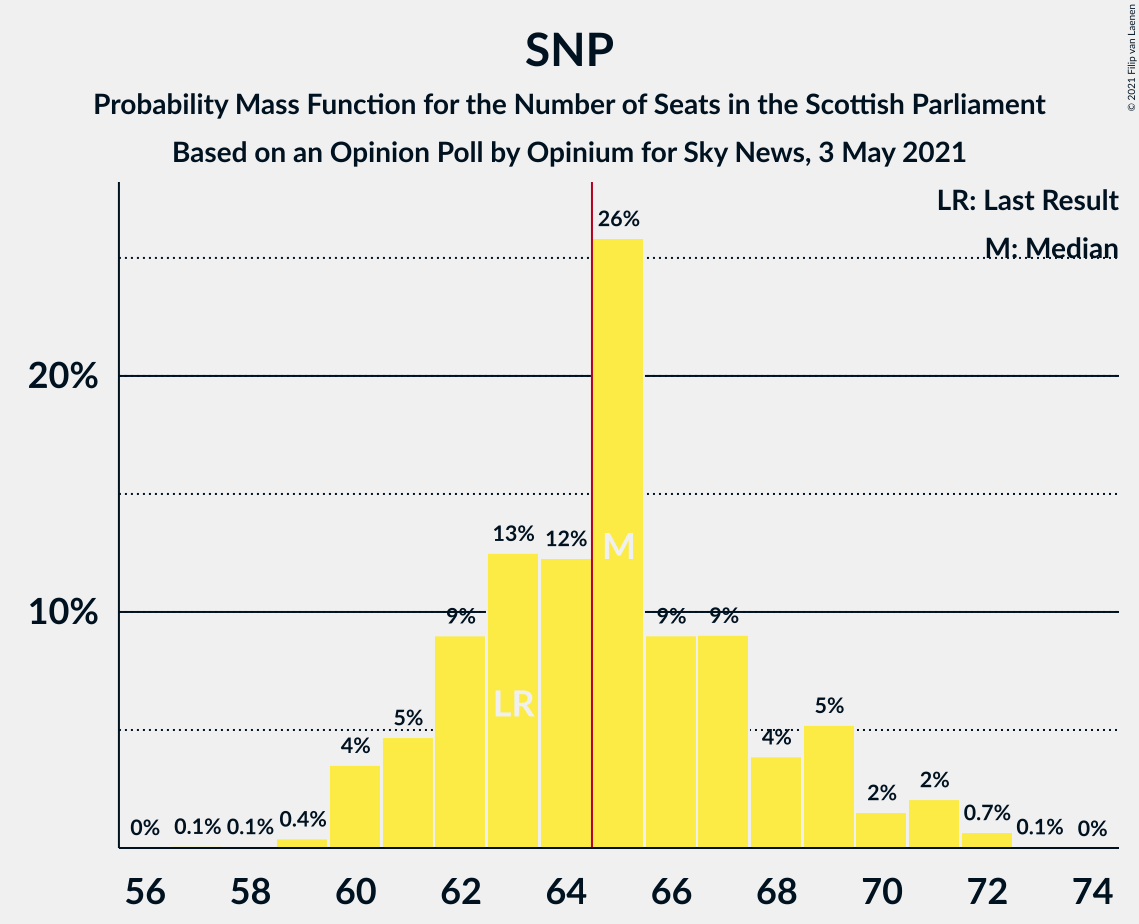 SNP
Probability Mass Function for the Number of Seats in the Scottish Parliament
Based on an Opinion Poll by Opinium for Sky News, 3 May 2021
© 2021 Filip van Laenen
LR: Last Result
M: Median
20%
10%
0%
0.1%
0.1%
0.4%
4%
5%
9%
13%
12%
26%
9%
9%
4%
5%
2%
2%
0.7%
0.1%
0%
LR
M
56 58 60 62 64 66 68 70 72 74